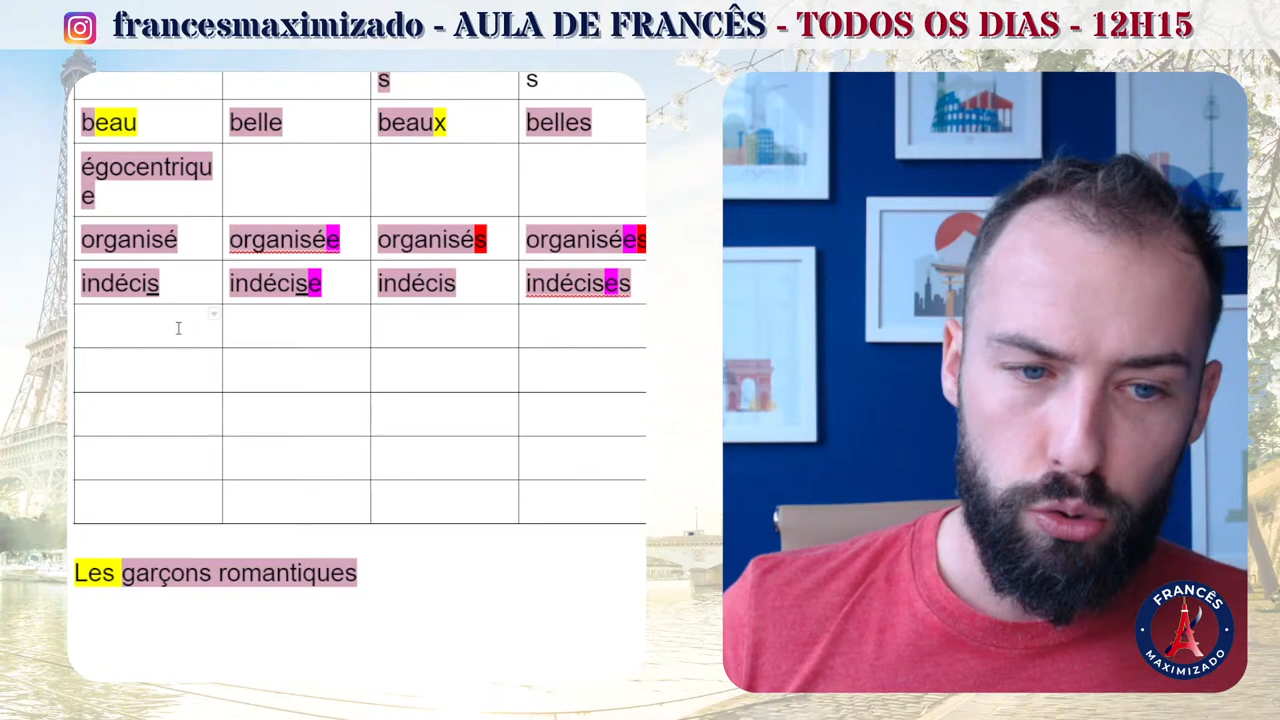 francesmaximizado - AULA DE FRANCÊS - TODOS OS DIAS - 12H15
s s
beau belle beaux belles
égocentriqu
e
organisé organisée organisés organisées
indécis indécise indécis indécises
Les garçons romantiques
FRANCÊS
MAXIMIZADO